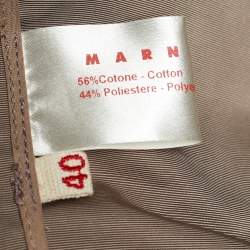 MARN
56%Cotone - Cotton
44% Poliestere - Polye
40